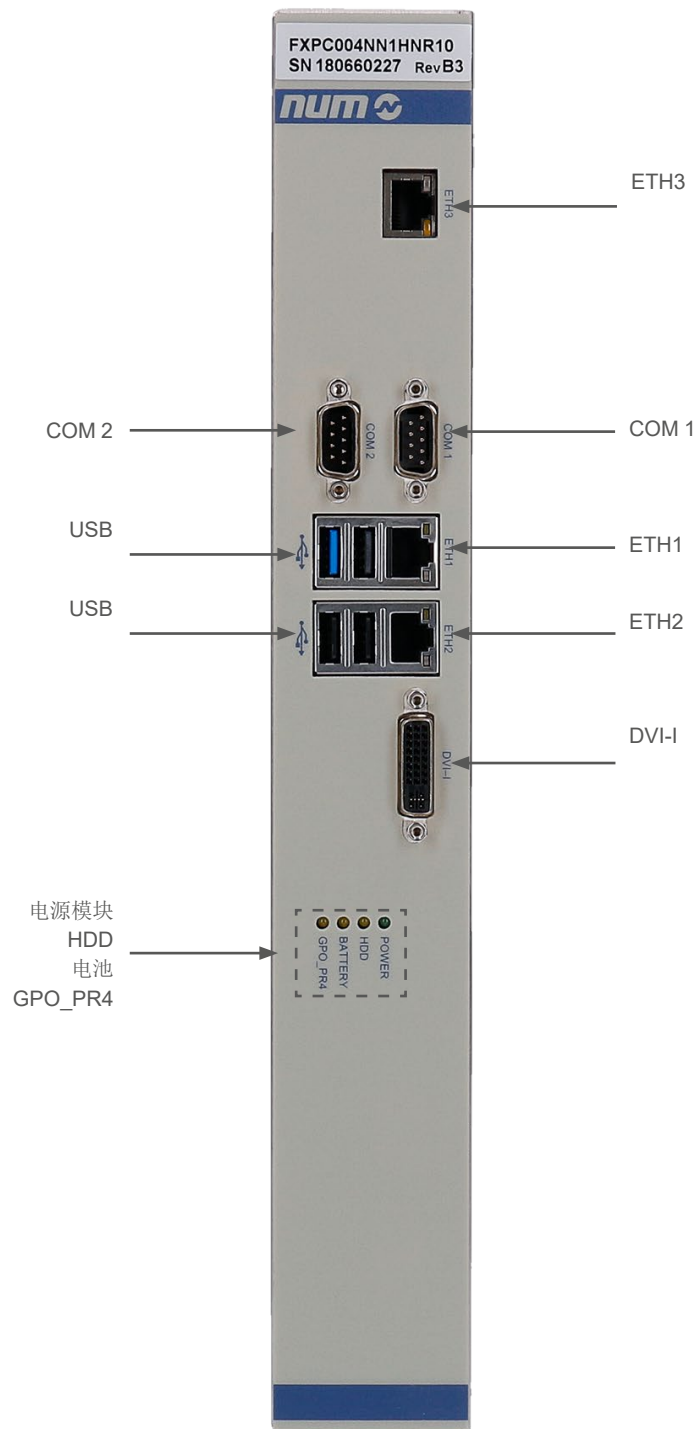 FXPC004NN1HNR10
SN 180660227 RevB3
num
ETH3
ETH3
COM 2
COM 2
COM 1
COM 1
USB
ETH1
ETH1
USB
ETH2
ETH2
DVI-I
DVI-I
电源模块
HDD
电池
GPO_PR4
GPO_PR4
BATTERY
HDD
POWER